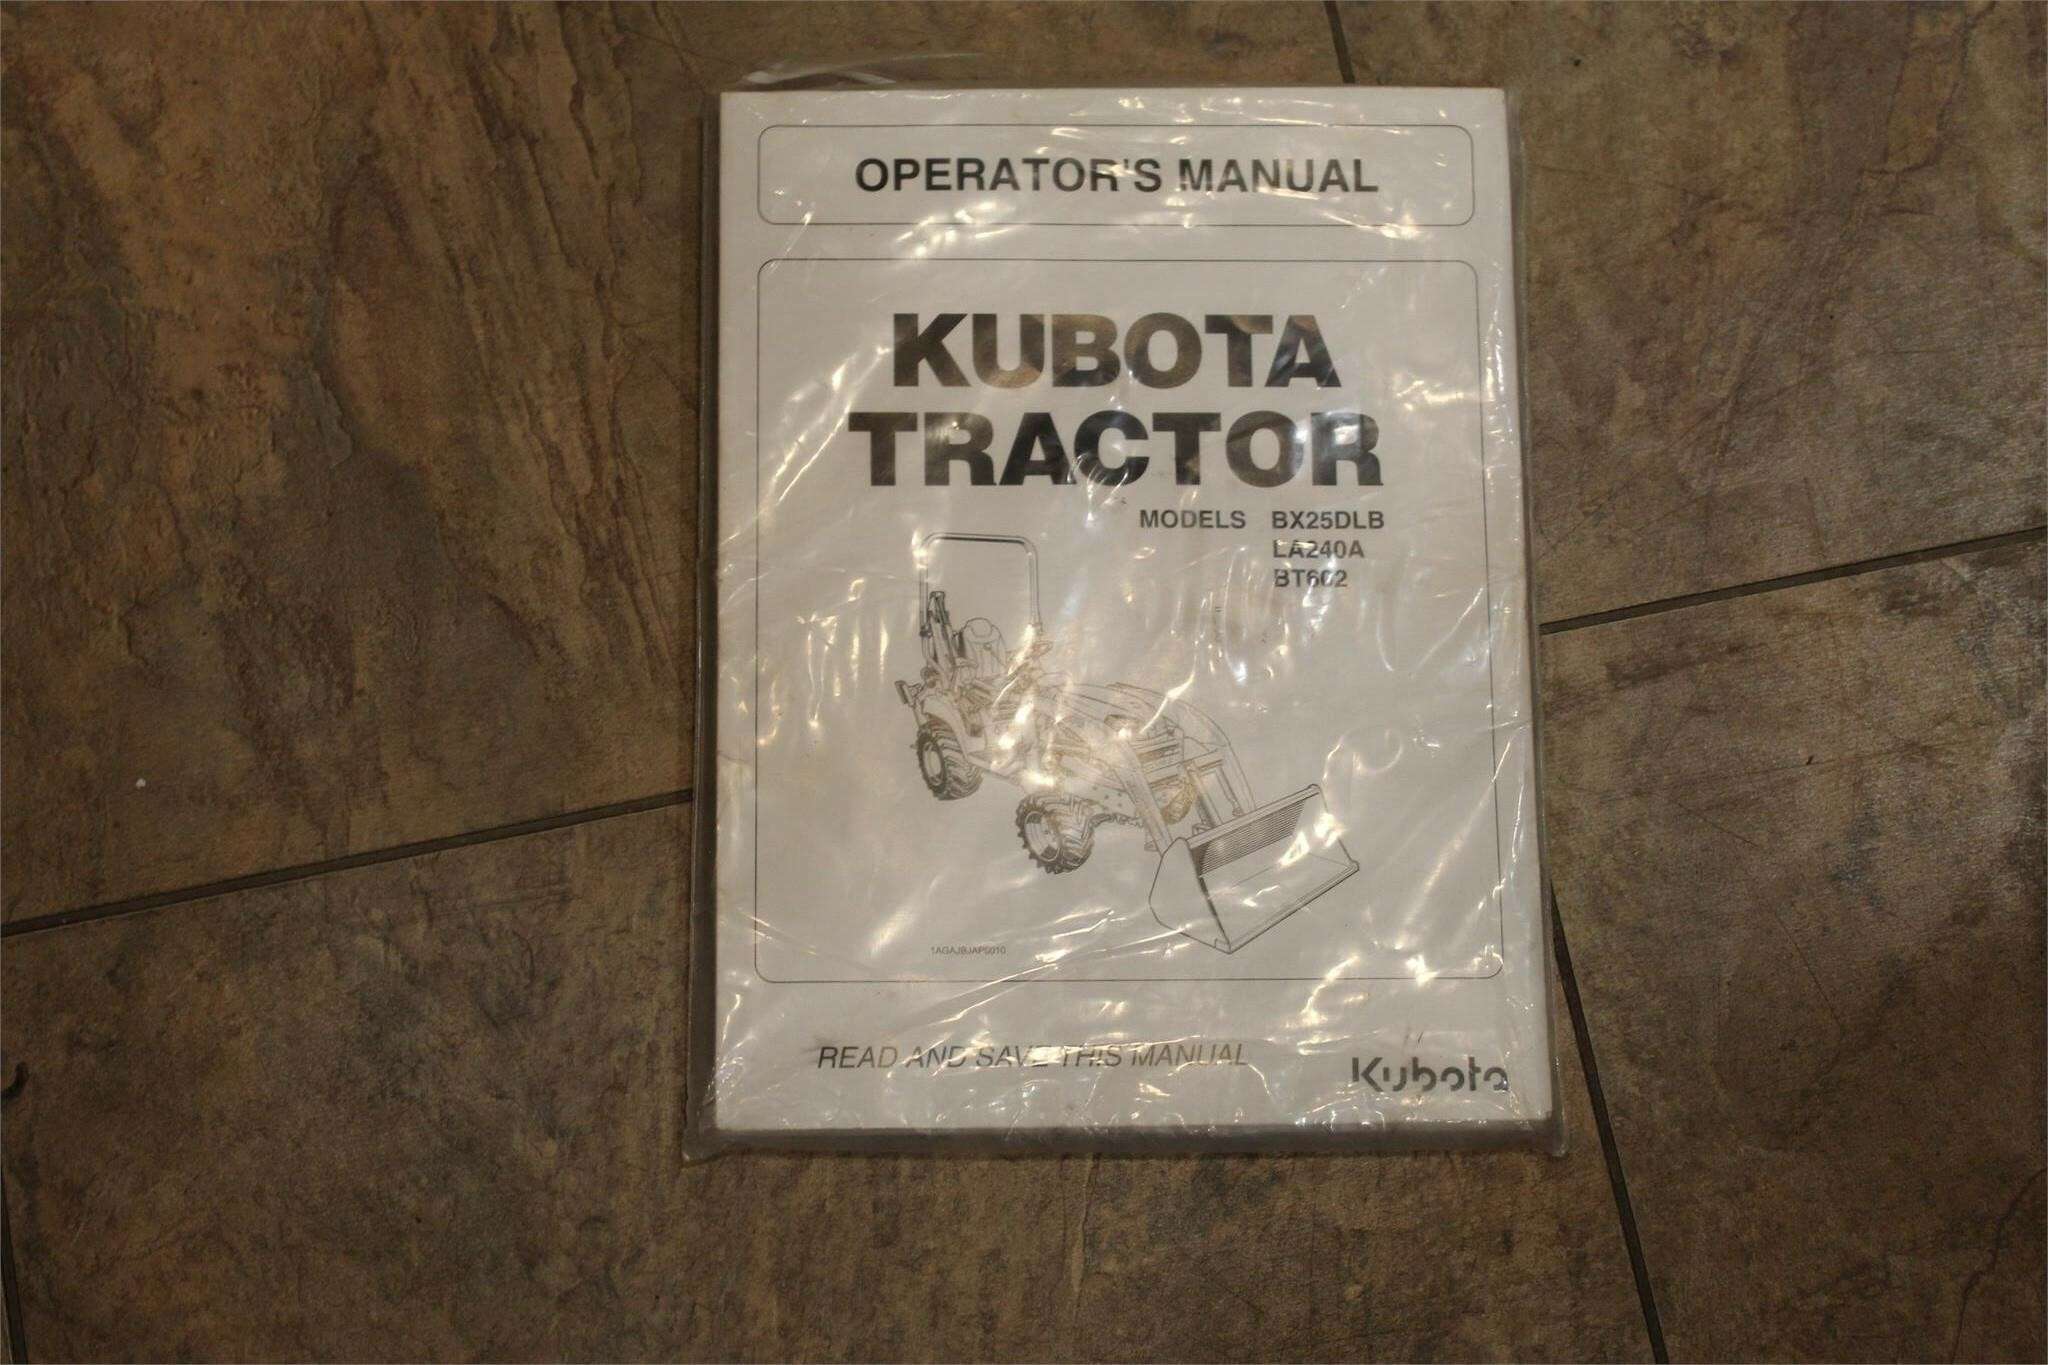 OPERATOR'S MANUAL
KUBOTA
TRACTOR
MODELS BX25DLB
LA240A
BT602
1AGAJBJAP0010
READ AND SAVE THIS MANUAL
Kubota